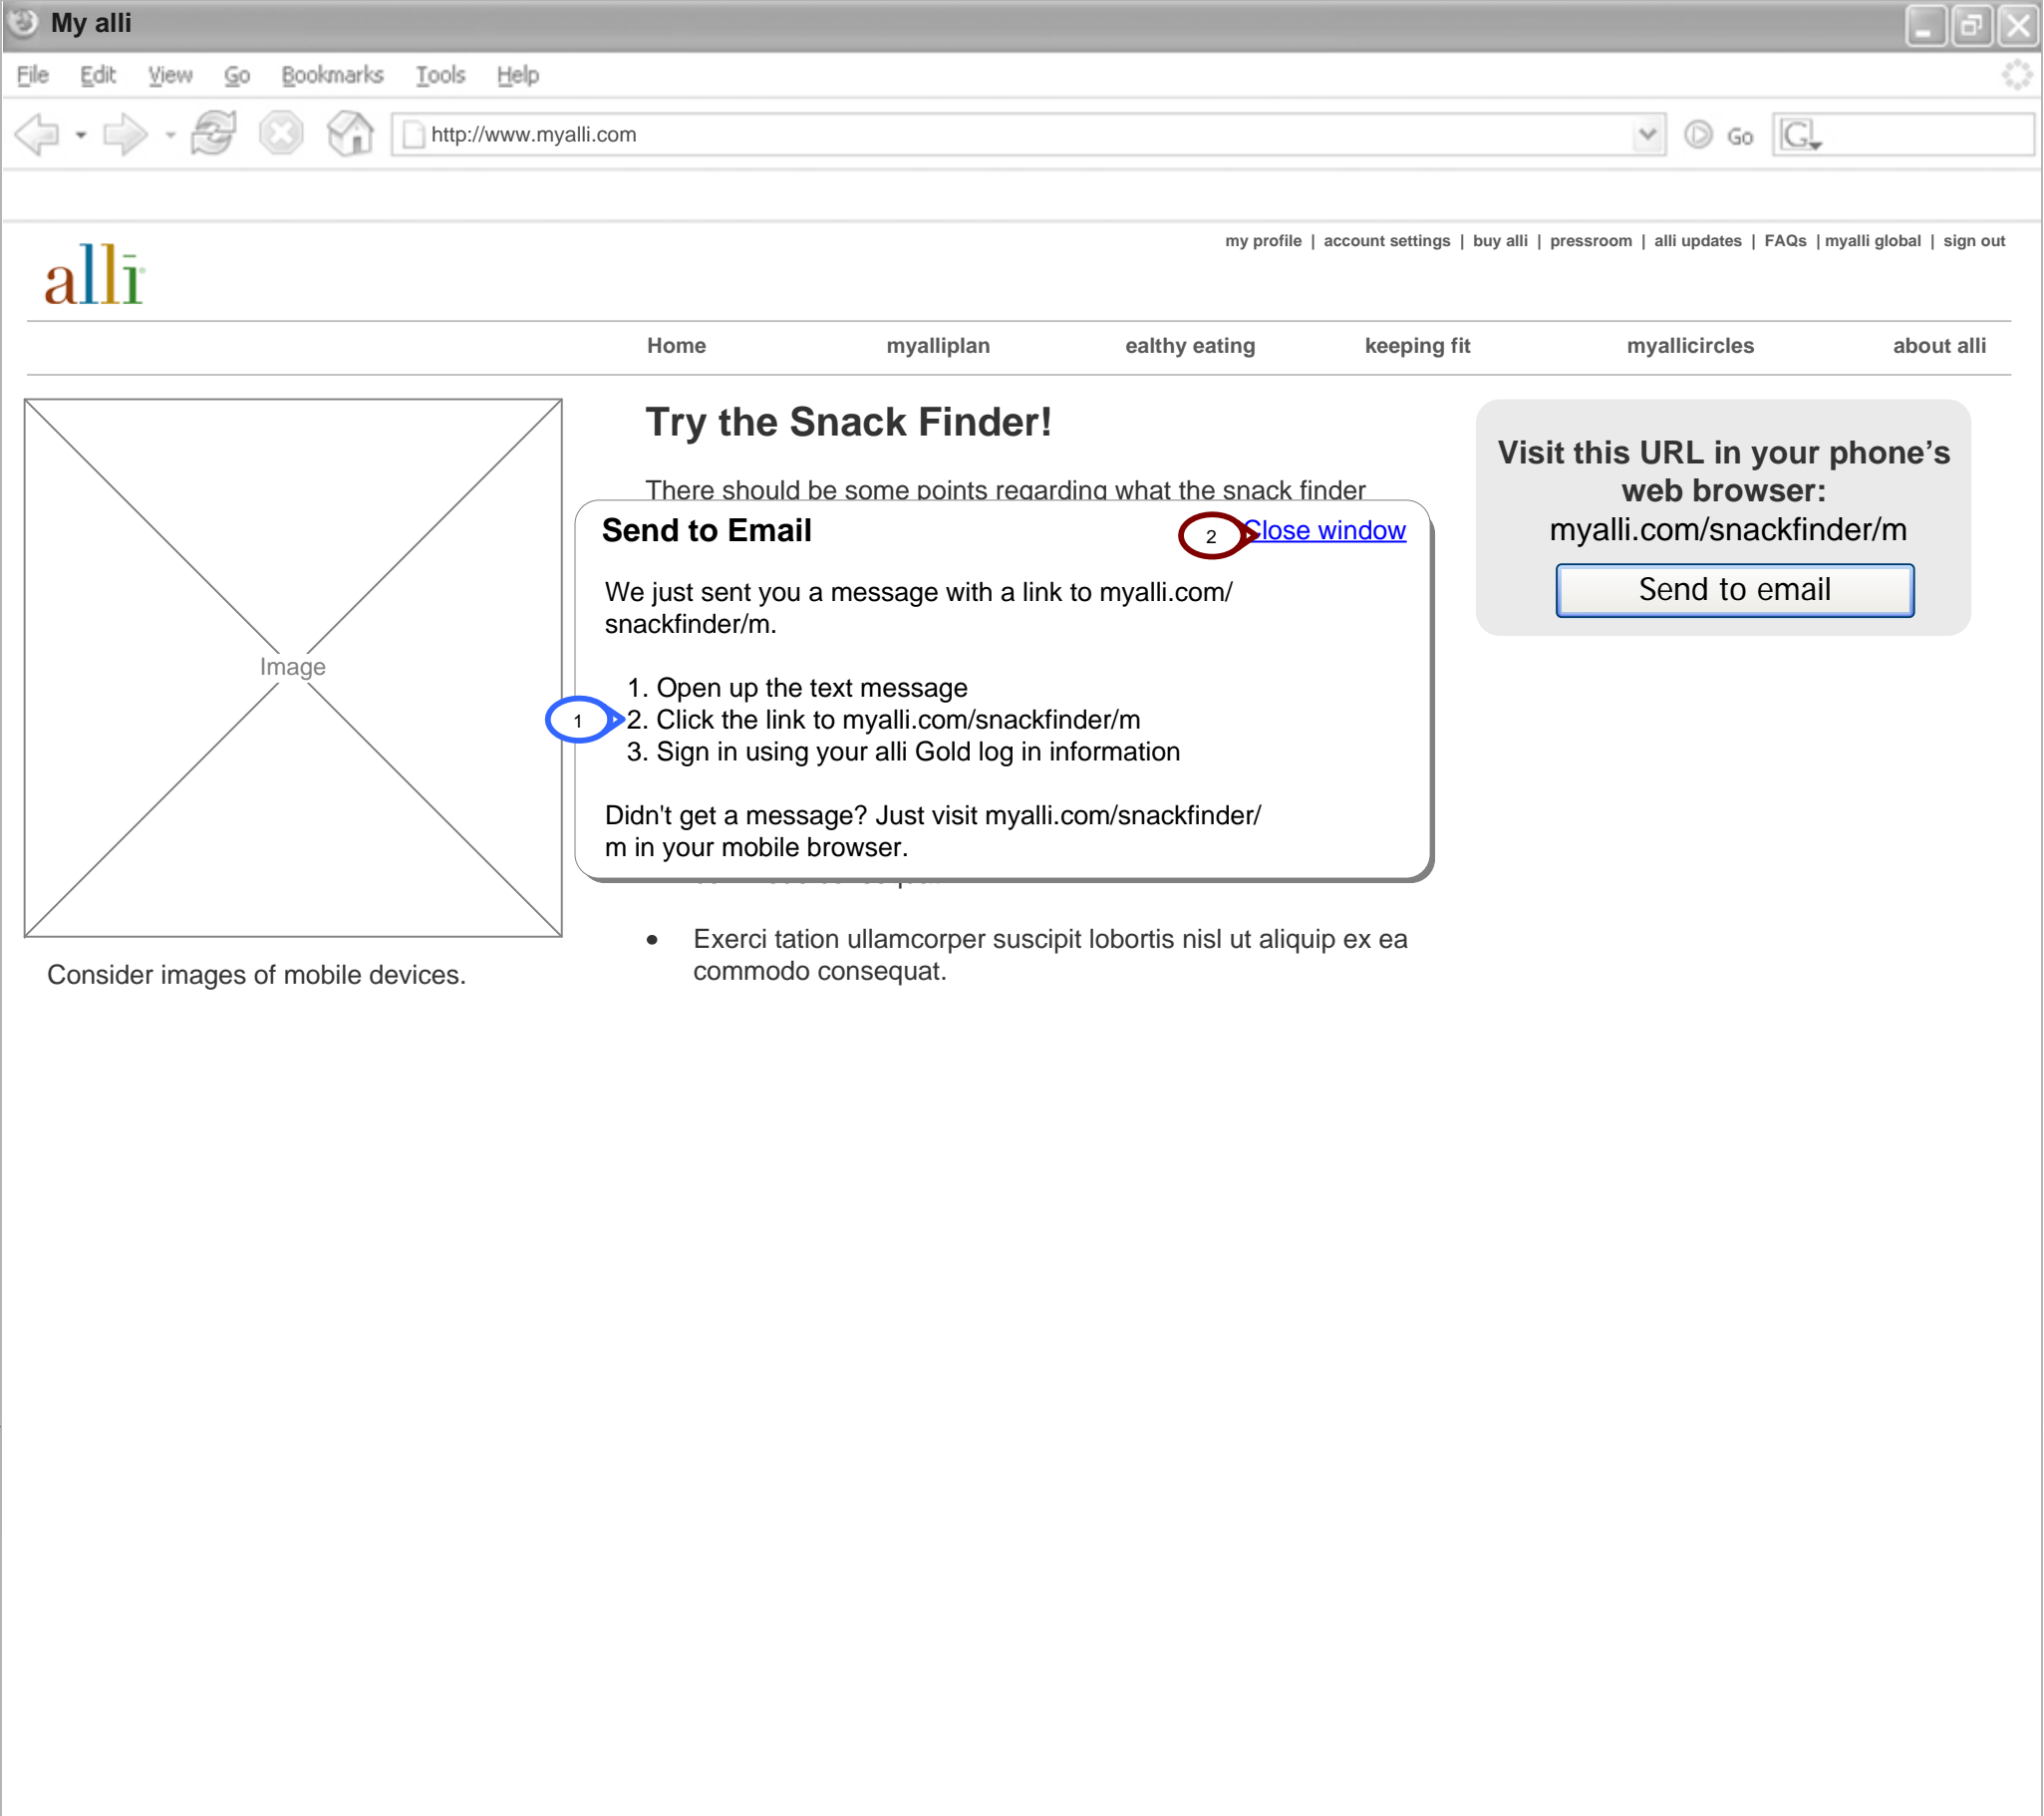 My alli
File Edit View Go Bookmarks Tools Help
http://www.myalli.com Go G
my profile | account settings | buy alli | pressroom | alli updates | FAQs | myalli global | sign out
allī
Home myalliplan ealthy eating keeping fit myallicircles about alli
Try the Snack Finder!
There should be some points regarding what the snack finder
Send to Email
2 Close window
We just sent you a message with a link to myalli.com/
snackfinder/m.
1. Open up the text message
1 2. Click the link to myalli.com/snackfinder/m
3. Sign in using your alli Gold log in information
Didn't get a message? Just visit myalli.com/snackfinder/
m in your mobile browser.
• Exerci tation ullamcorper suscipit lobortis nisl ut aliquip ex ea
commodo consequat.
Image
Consider images of mobile devices.
Visit this URL in your phone’s
web browser:
myalli.com/snackfinder/m
Send to email